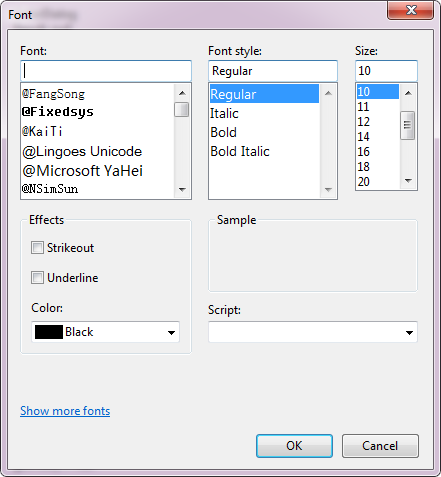 Font
Font:
Font style:
Size:
Regular
10
@FangSong
@Fixedsys
@KaiTi
@Lingoes Unicode
@Microsoft YaHei
@NSimSun
Regular
Italic
Bold
Bold Italic
10
11
12
14
16
18
20
Effects
Strikeout
Underline
Color:
Black
Sample
Script:
Show more fonts
OK
Cancel